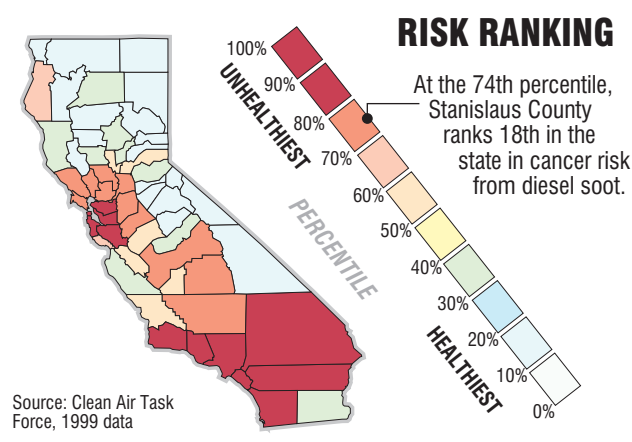 RISK RANKING
At the 74th percentile,
Stanislaus County
ranks 18th in the
state in cancer risk
from diesel soot.
100%
90%
80%
70%
60%
50%
40%
30%
20%
10%
0%
UNHEALTHIEST
PERCENTILE
HEALTHIEST
Source: Clean Air Task
Force, 1999 data